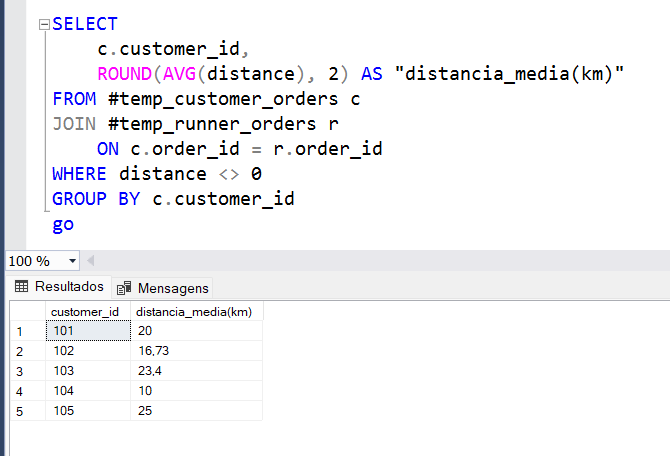 SELECT
c.customer_id,
ROUND(AVG(distance), 2) AS "distancia_media(km)"
FROM #temp_customer_orders c
JOIN #temp_runner_orders r
ON c.order_id = r.order_id
WHERE distance <> 0
GROUP BY c.customer_id
go
100 %
Resultados Mensagens
customer_id distancia_media(km)
1 101 20
2 102 16,73
3 103 23,4
4 104 10
5 105 25